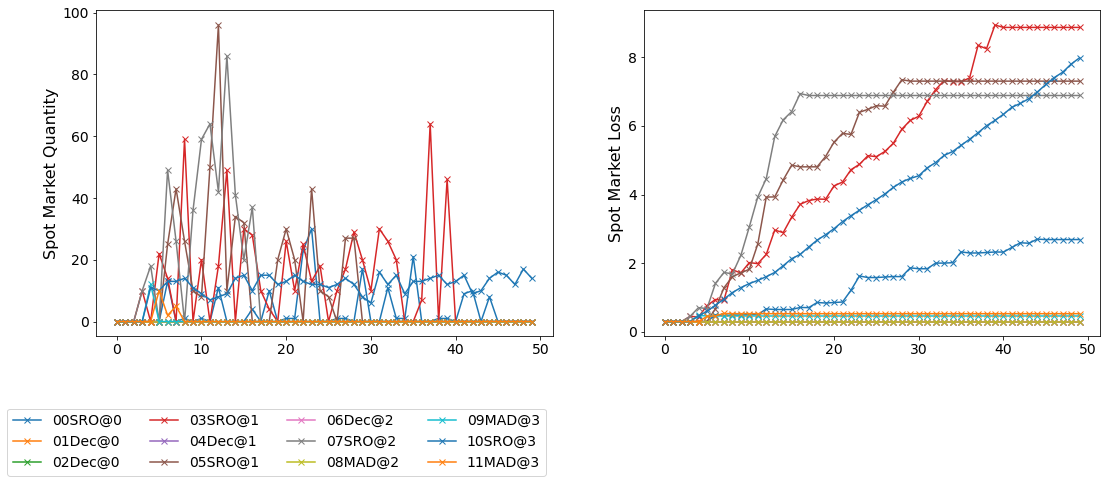 100
80
60
40
20
0
Spot Market Quantity
0 10 20 30 40 50
8
6
4
2
0
Spot Market Loss
0 10 20 30 40 50
00SRO@0 03SRO@1 06Dec@2 09MAD@3
01Dec@0 04Dec@1 07SRO@2 10SRO@3
02Dec@0 05SRO@1 08MAD@2 11MAD@3